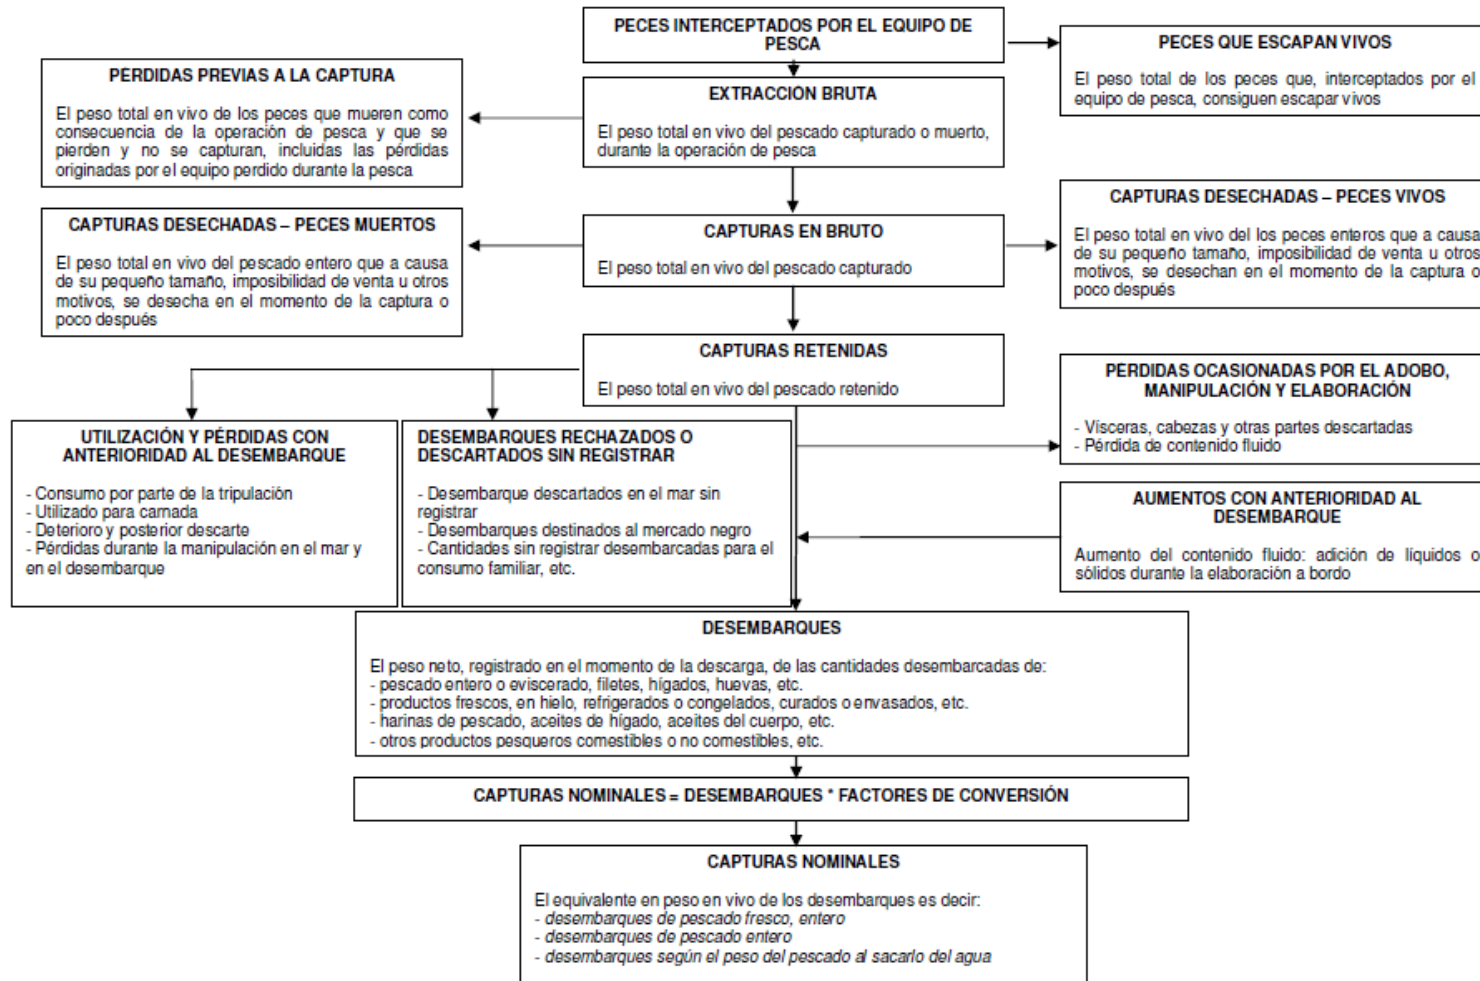 PECES INTERCEPTADOS POR EL EQUIPO DE
PESCA
PECES QUE ESCAPAN VIVOS
El peso total de los peces que, interceptados por el
equipo de pesca, consiguen escapar vivos
PÉRDIDAS PREVIAS A LA CAPTURA
El peso total en vivo de los peces que mueren como
consecuencia de la operación de pesca y que se
pierden y no se capturan, incluidas las pérdidas
originadas por el equipo perdido durante la pesca
EXTRACCION BRUTA
El peso total en vivo del pescado capturado o muerto,
durante la operación de pesca
CAPTURAS DESECHADAS – PECES MUERTOS
El peso total en vivo del pescado entero que a causa
de su pequeño tamaño, imposibilidad de venta u otros
motivos, se desecha en el momento de la captura o
poco después
CAPTURAS EN BRUTO
El peso total en vivo del pescado capturado
CAPTURAS DESECHADAS – PECES VIVOS
El peso total en vivo del los peces enteros que a causa
de su pequeño tamaño, imposibilidad de venta u otros
motivos, se desechan en el momento de la captura o
poco después
CAPTURAS RETENIDAS
El peso total en vivo del pescado retenido
PÉRDIDAS OCASIONADAS POR EL ADOBO,
MANIPULACIÓN Y ELABORACIÓN
- Vísceras, cabezas y otras partes descartadas
- Pérdida de contenido fluido
UTILIZACIÓN Y PÉRDIDAS CON
ANTERIORIDAD AL DESEMBARQUE
- Consumo por parte de la tripulación
- Utilizado para carnada
- Deterioro y posterior descarte
- Pérdidas durante la manipulación en el mar y
en el desembarque
DESEMBARQUES RECHAZADOS O
DESCARTADOS SIN REGISTRAR
- Desembarque descartados en el mar sin
registrar
- Desembarques destinados al mercado negro
- Cantidades sin registrar desembarcadas para el
consumo familiar, etc.
AUMENTOS CON ANTERIORIDAD AL
DESEMBARQUE
Aumento del contenido fluido: adición de líquidos o
sólidos durante la elaboración a bordo
DESEMBARQUES
El peso neto, registrado en el momento de la descarga, de las cantidades desembarcadas de:
- pescado entero o eviscerado, filetes, hígados, huevas, etc.
- productos frescos, en hielo, refrigerados o congelados, curados o envasados, etc.
- harinas de pescado, aceites de hígado, aceites del cuerpo, etc.
- otros productos pesqueros comestibles o no comestibles, etc.
CAPTURAS NOMINALES = DESEMBARQUES * FACTORES DE CONVERSIÓN
CAPTURAS NOMINALES
El equivalente en peso en vivo de los desembarques es decir:
- desembarques de pescado fresco, entero
- desembarques de pescado entero
- desembarques según el peso del pescado al sacarlo del agua